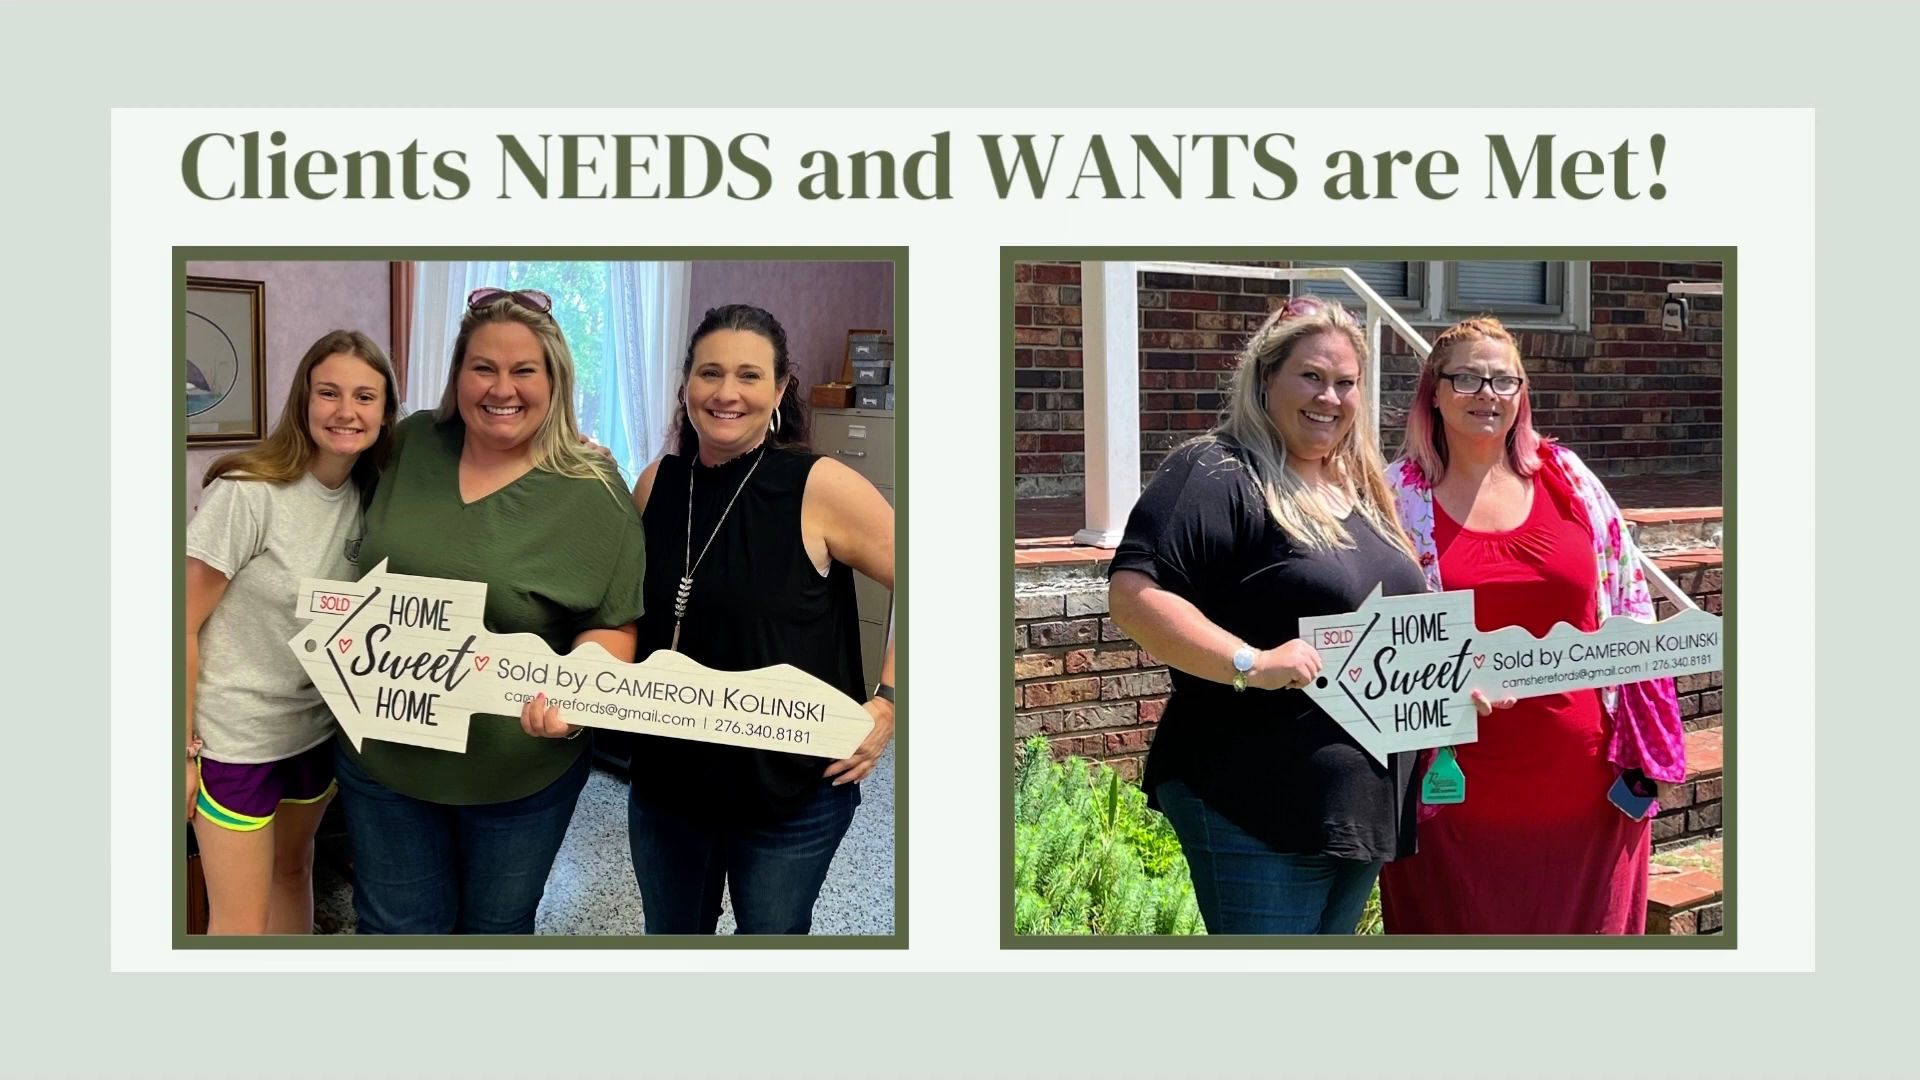 Clients NEEDS and WANTS are Met!
SOLD
HOME
Sweet
HOME
Sold by CAMERON KOLINSKI
camsherefords@gmail.com | 276.340.8181
SOLD
HOME
Sweet
HOME
Sold by CAMERON KOLINSKI
camsherefords@gmail.com | 276.340.8181